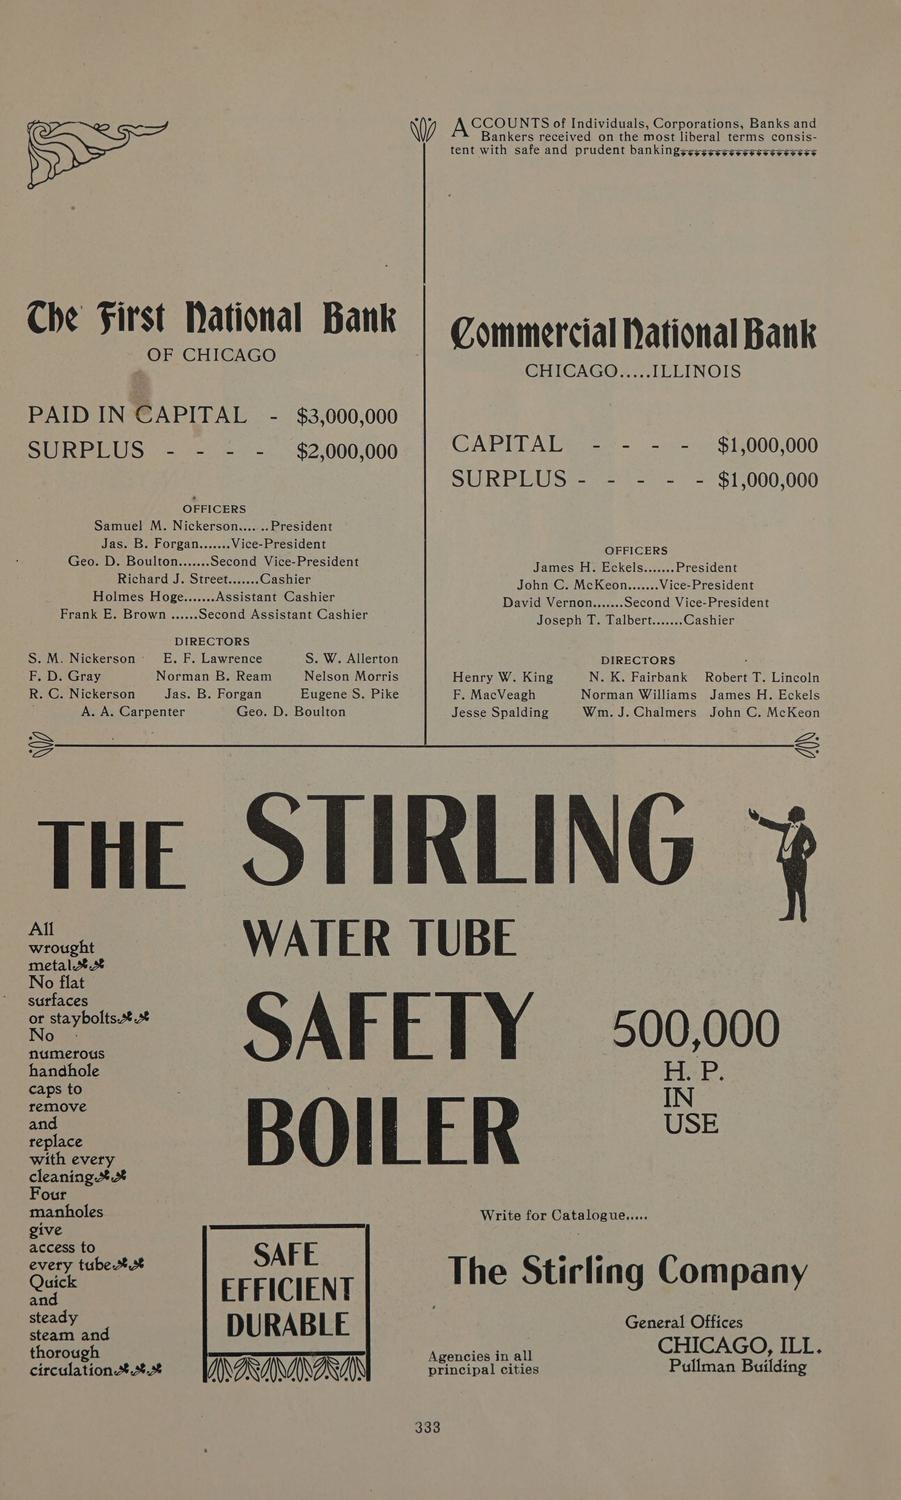 The First National Bank
OF CHICAGO
PAID IN CAPITAL - $3,000,000
SURPLUS - - - - $2,000,000
OFFICERS
Samuel M. Nickerson.......President
Jas. B. Forgan.......Vice-President
Geo. D. Boulton.......Second Vice-President
Richard J. Street.......Cashier
Holmes Hoge.......Assistant Cashier
Frank E. Brown ......Second Assistant Cashier
DIRECTORS
S. M. Nickerson E. F. Lawrence S. W. Allerton
F. D. Gray Norman B. Ream Nelson Morris
R. C. Nickerson Jas. B. Forgan Eugene S. Pike
A. A. Carpenter Geo. D. Boulton
ACCOUNTS of Individuals, Corporations, Banks and
Bankers received on the most liberal terms consis-
tent with safe and prudent banking
Commercial National Bank
CHICAGO.....ILLINOIS
CAPITAL - - - - $1,000,000
SURPLUS - - - - - $1,000,000
OFFICERS
James H. Eckels.......President
John C. McKeon.......Vice-President
David Vernon.......Second Vice-President
Joseph T. Talbert.......Cashier
DIRECTORS
Henry W. King N. K. Fairbank Robert T. Lincoln
F. MacVeagh Norman Williams James H. Eckels
Jesse Spalding Wm. J. Chalmers John C. McKeon
THE STIRLING
WATER TUBE
SAFETY
BOILER
All
wrought
metal
No flat
surfaces
or staybolts
No
numerous
handhole
caps to
remove
and
replace
with every
cleaning
Four
manholes
give
access to
every tube
Quick
and
steady
steam and
thorough
circulation
500,000
H. P.
IN
USE
SAFE
EFFICIENT
DURABLE
Write for Catalogue.....
The Stirling Company
General Offices
CHICAGO, ILL.
Pullman Building
Agencies in all
principal cities
333